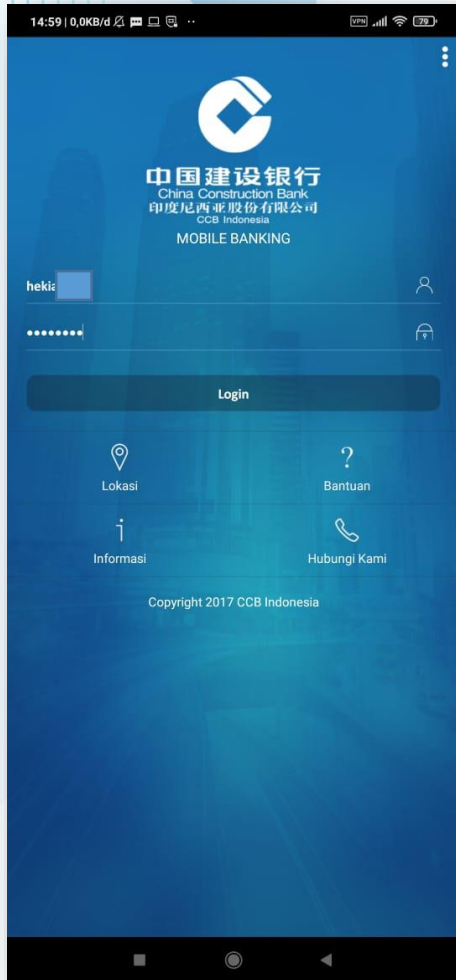 14:59 | 0,0KB/d
VPN
79
中国建设银行
China Construction Bank
印度尼西亚股份有限公司
CCB Indonesia
MOBILE BANKING
hekia
••••••••
Login
Lokasi
?
Bantuan
i
Informasi
Hubungi Kami
Copyright 2017 CCB Indonesia